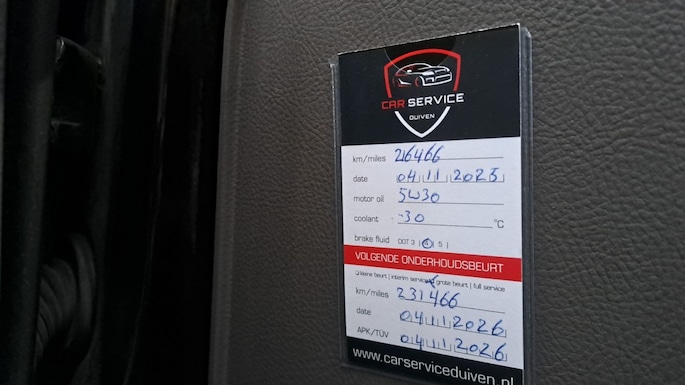 CAR SERVICE
DUIVEN
km/miles 216466
date 04 11 2025
motor oil 5W30
coolant -30 °C
brake fluid DOT 3 | 4 | 5 |
VOLGENDE ONDERHOUDSBEURT
kleine beurt | interim service grote beurt | full service
km/miles 231466
date 04 11 2026
APK/TÜV 04 11 2026
www.carserviceduiven.nl